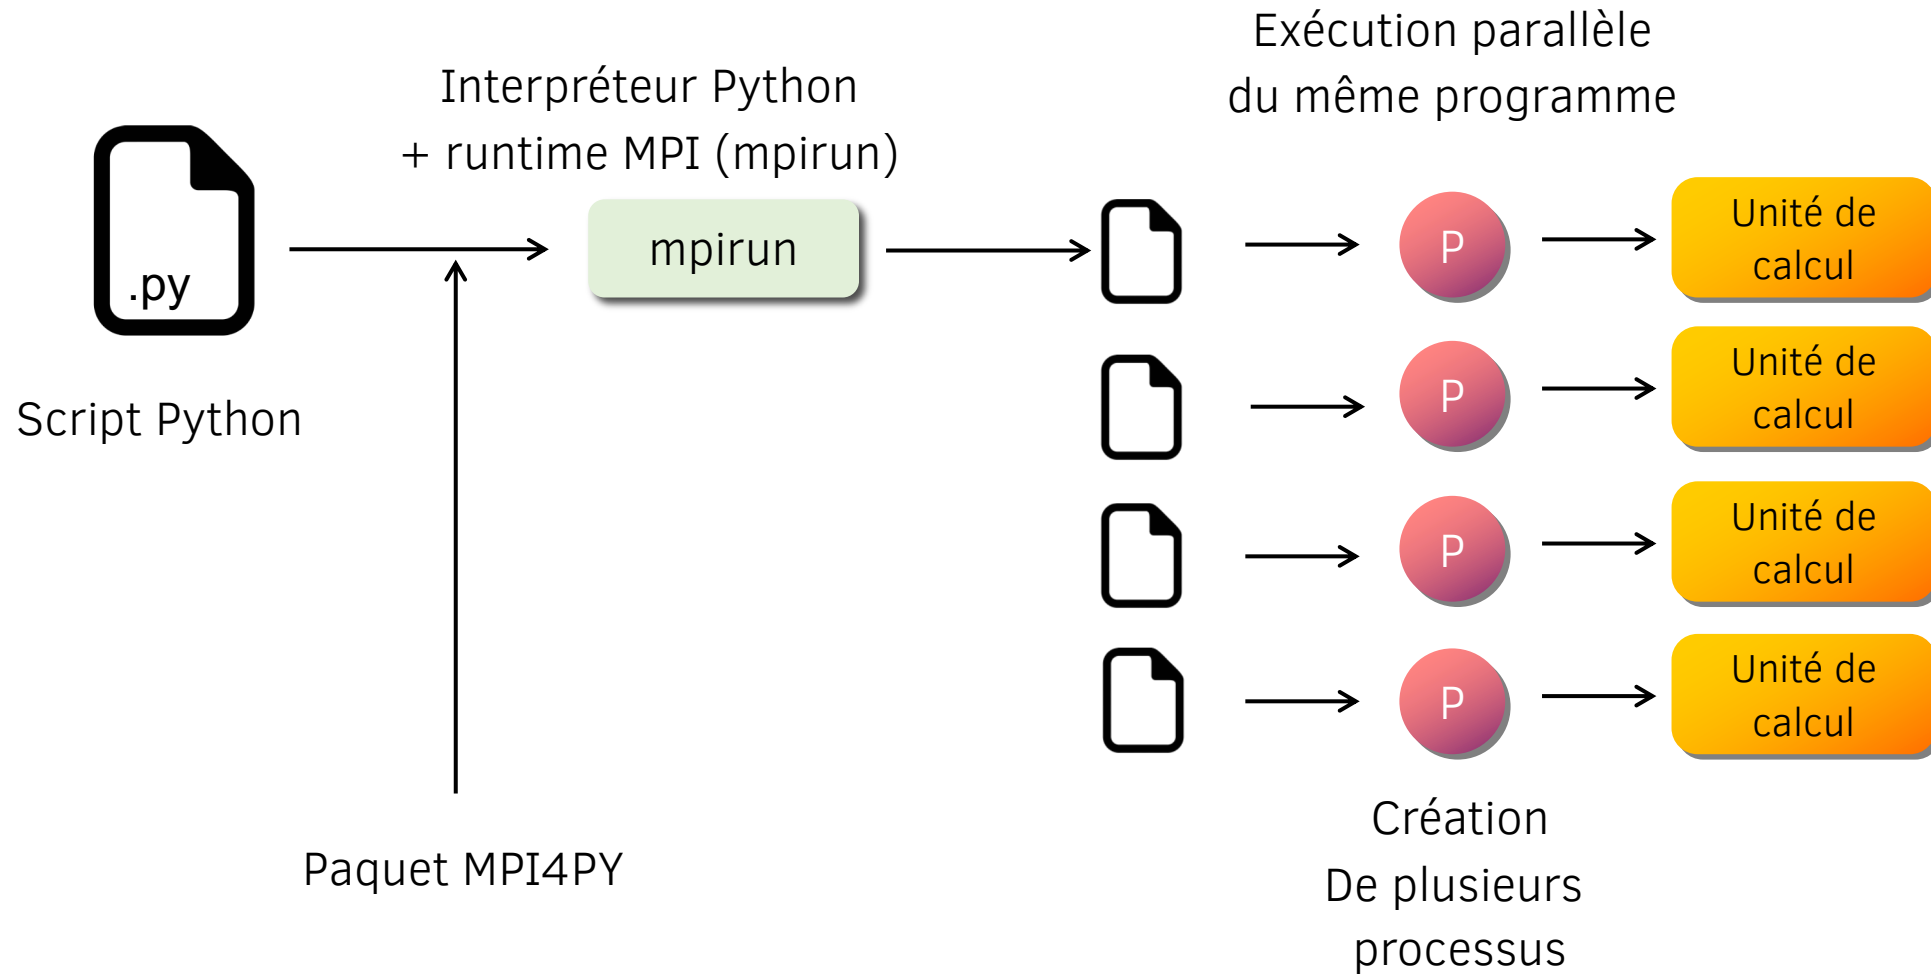 Exécution parallèle
du même programme
Interpréteur Python
+ runtime MPI (mpirun)
.py
mpirun
Script Python
Paquet MPI4PY
P
Unité de
calcul
P
Unité de
calcul
P
Unité de
calcul
P
Unité de
calcul
Création
De plusieurs
processus